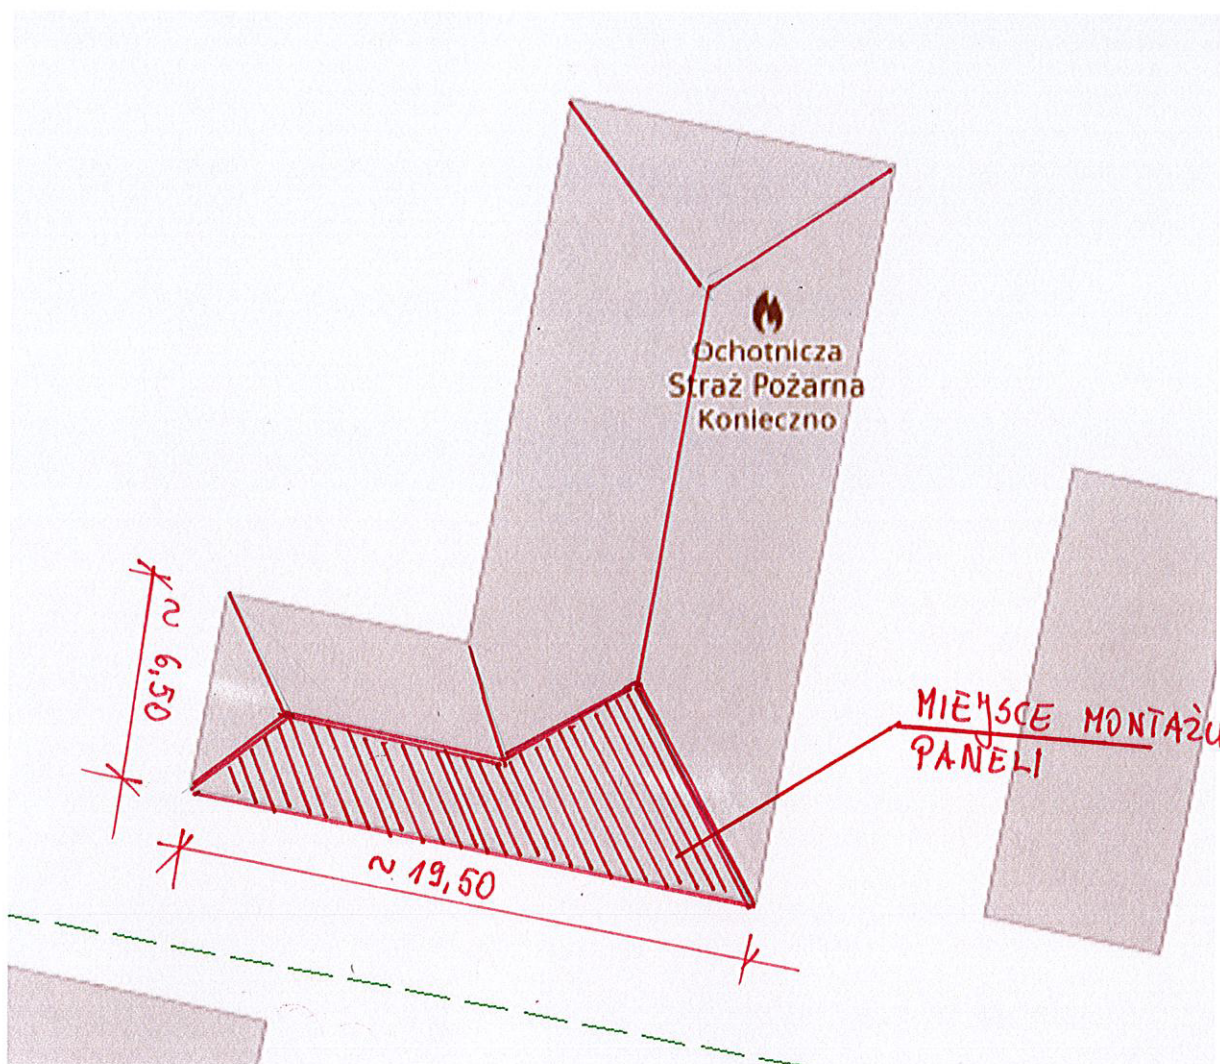 Ochotnicza
Straż Pożarna
Konieczno
~ 6,50
MIEJSCE MONTAŻU
PANELI
~ 19,50